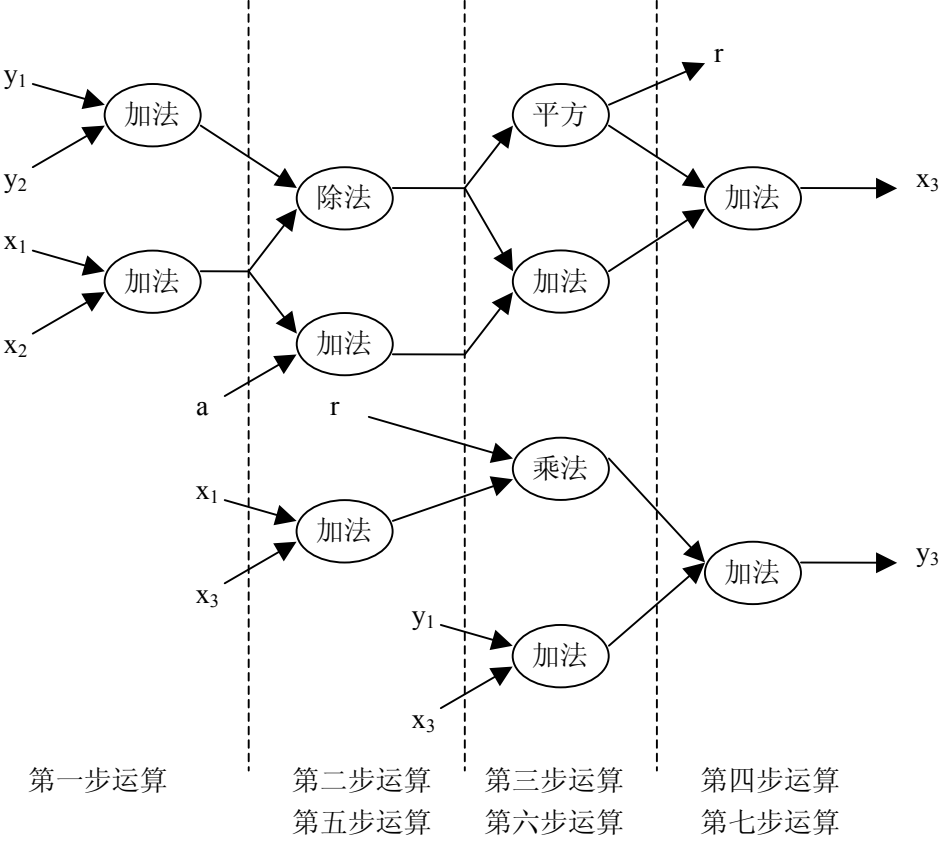 r
y₁
加法
平方
y₂
除法
加法
x₃
x₁
加法
加法
x₂
加法
a
r
乘法
x₁
加法
y₃
加法
x₃
y₁
加法
x₃
第一步运算
第二步运算
第三步运算
第四步运算
第五步运算
第六步运算
第七步运算